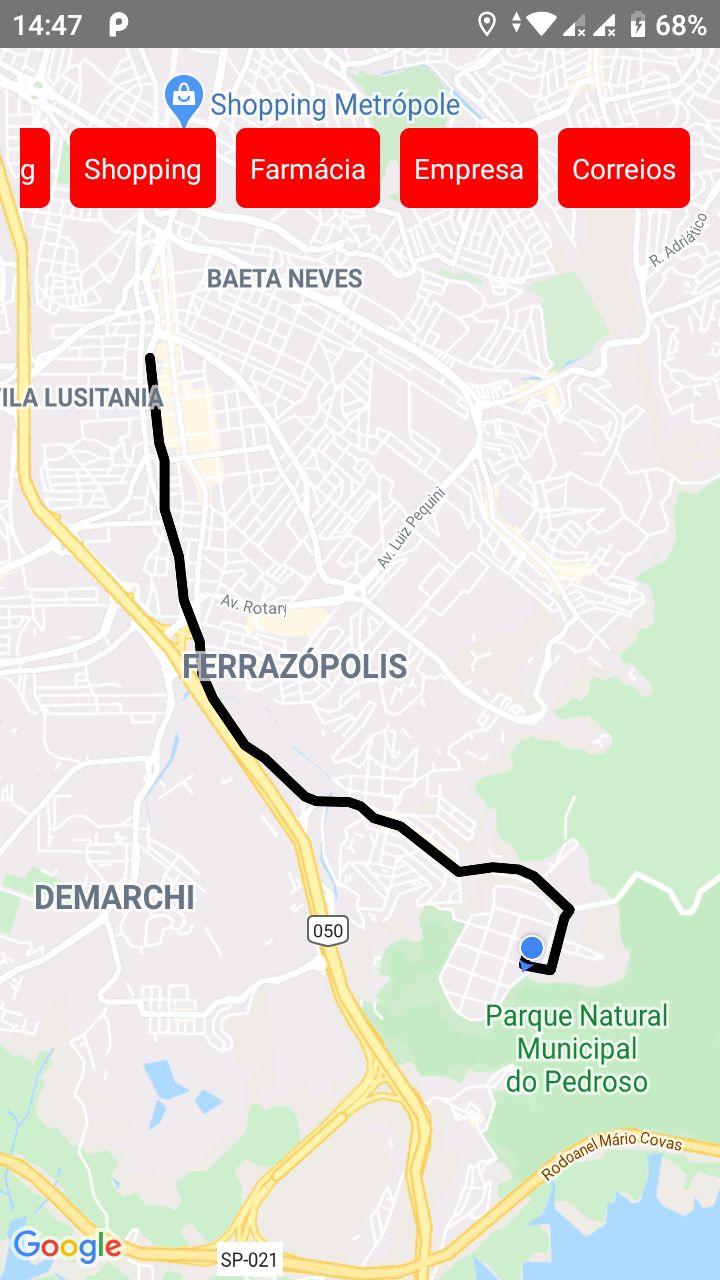 14:47
68%
Shopping Metrópole
g
Shopping
Farmácia
Empresa
Correios
R. Adriático
BAETA NEVES
VILA LUSITANIA
Av. Luiz Pequini
Av. Rotary
FERRAZÓPOLIS
DEMARCHI
050
Parque Natural
Municipal
do Pedroso
Rodoanel Mário Covas
Google
SP-021